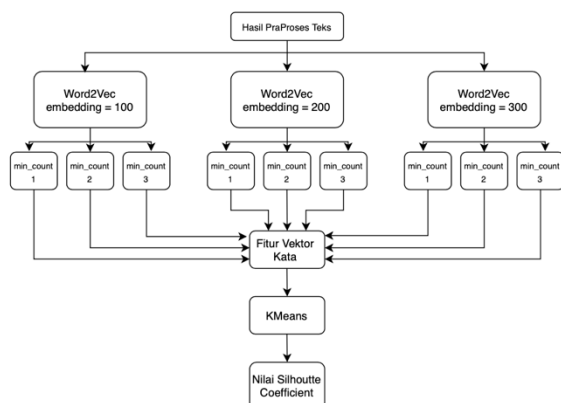 Hasil PraProses Teks
Word2Vec
embedding = 100
Word2Vec
embedding = 200
Word2Vec
embedding = 300
min_count
1
min_count
2
min_count
3
min_count
1
min_count
2
min_count
3
min_count
1
min_count
2
min_count
3
Fitur Vektor
Kata
KMeans
Nilai Silhoutte
Coefficient